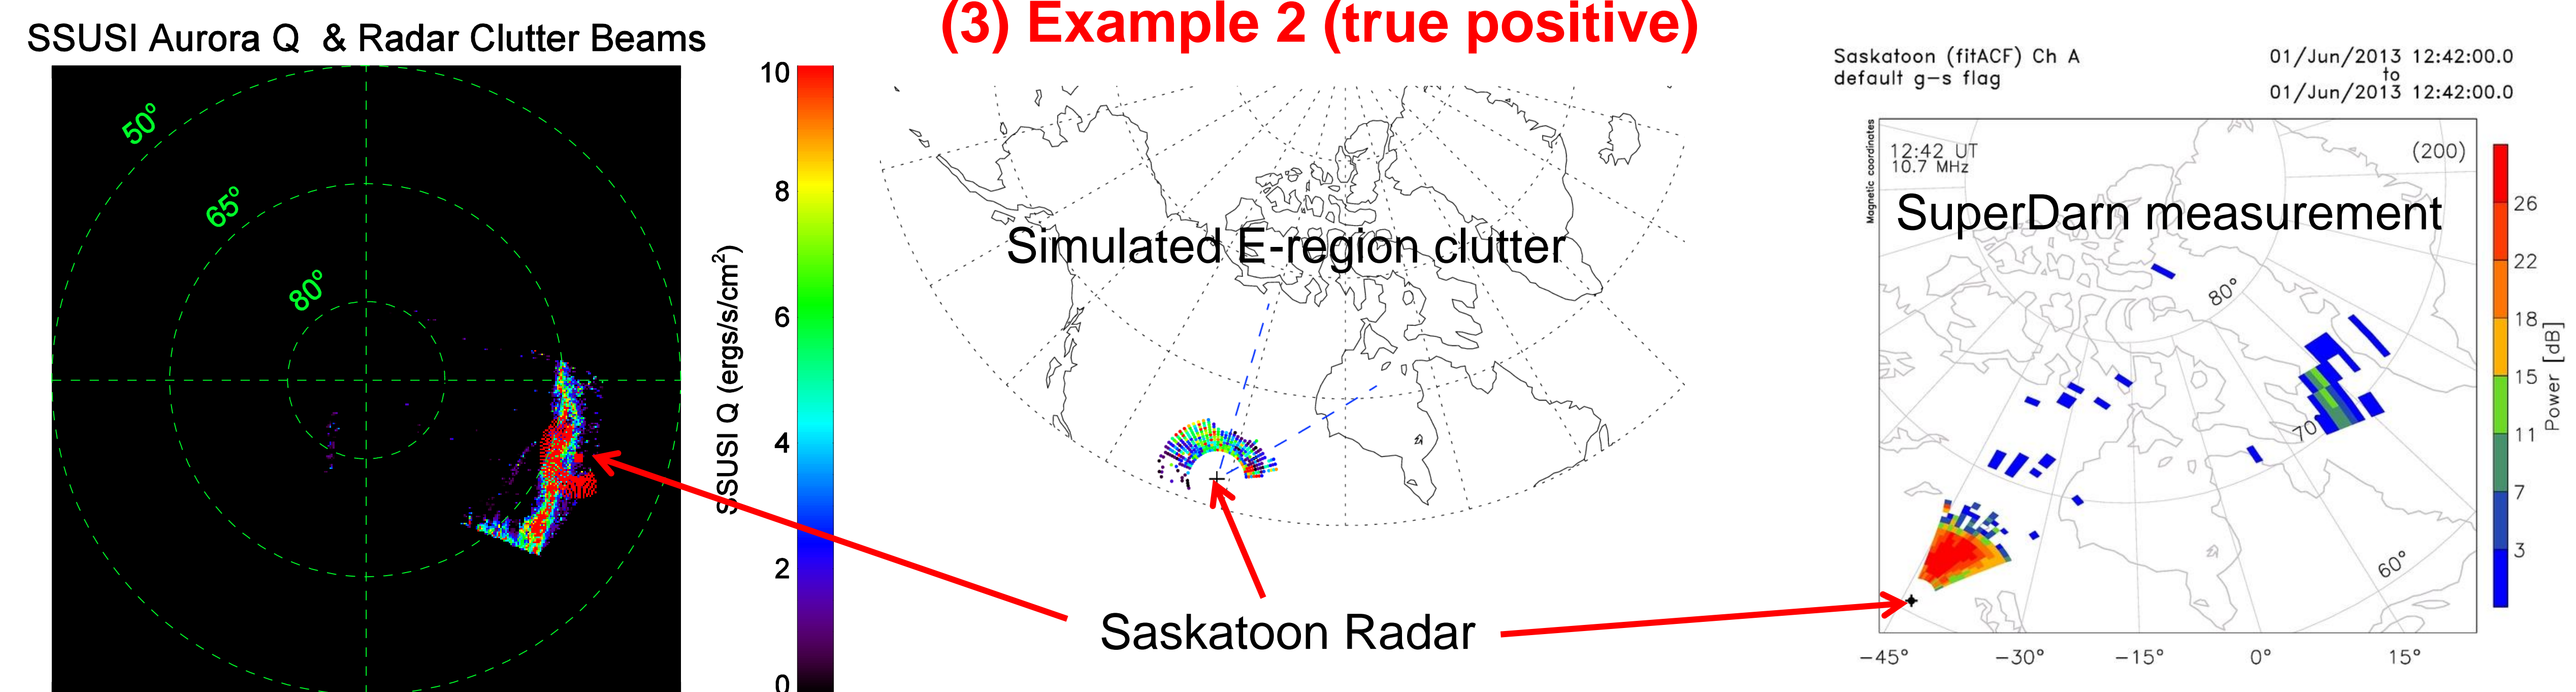 (3) Example 2 (true positive)
SSUSI Aurora Q & Radar Clutter Beams
50°
65°
80°
10
8
6
4
2
0
SSUSI Q (ergs/s/cm²)
Simulated E-region clutter
Saskatoon Radar
Saskatoon (fitACF) Ch A
default g-s flag
01/Jun/2013 12:42:00.0
to
01/Jun/2013 12:42:00.0
Magnetic coordinates
12:42 UT
10.7 MHz
(200)
SuperDarn measurement
80°
70
60°
-45°
-30°
-15°
0°
15°
26
22
18
15
11
7
3
Power [dB]